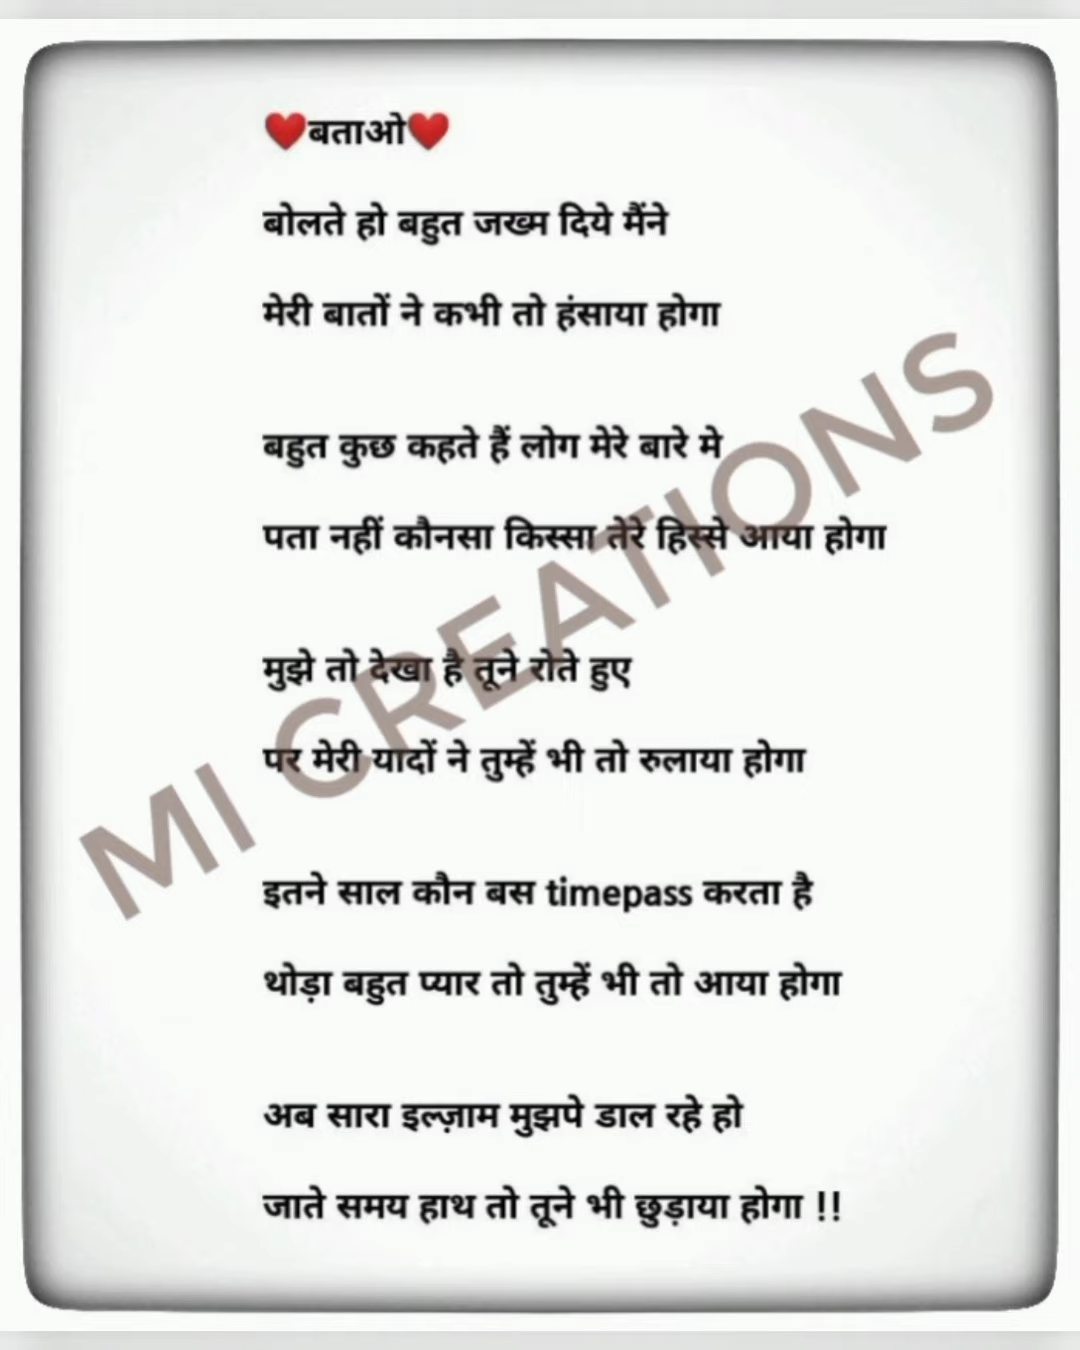 ❤️बताओ❤️
बोलते हो बहुत जख्म दिये मैंने
मेरी बातों ने कभी तो हंसाया होगा
बहुत कुछ कहते हैं लोग मेरे बारे मे
पता नहीं कौनसा किस्सा तेरे हिस्से आया होगा
मुझे तो देखा है तूने रोते हुए
पर मेरी यादों ने तुम्हें भी तो रुलाया होगा
इतने साल कौन बस timepass करता है
थोड़ा बहुत प्यार तो तुम्हें भी तो आया होगा
अब सारा इल्ज़ाम मुझपे डाल रहे हो
जाते समय हाथ तो तूने भी छुड़ाया होगा !!
MI CREATIONS